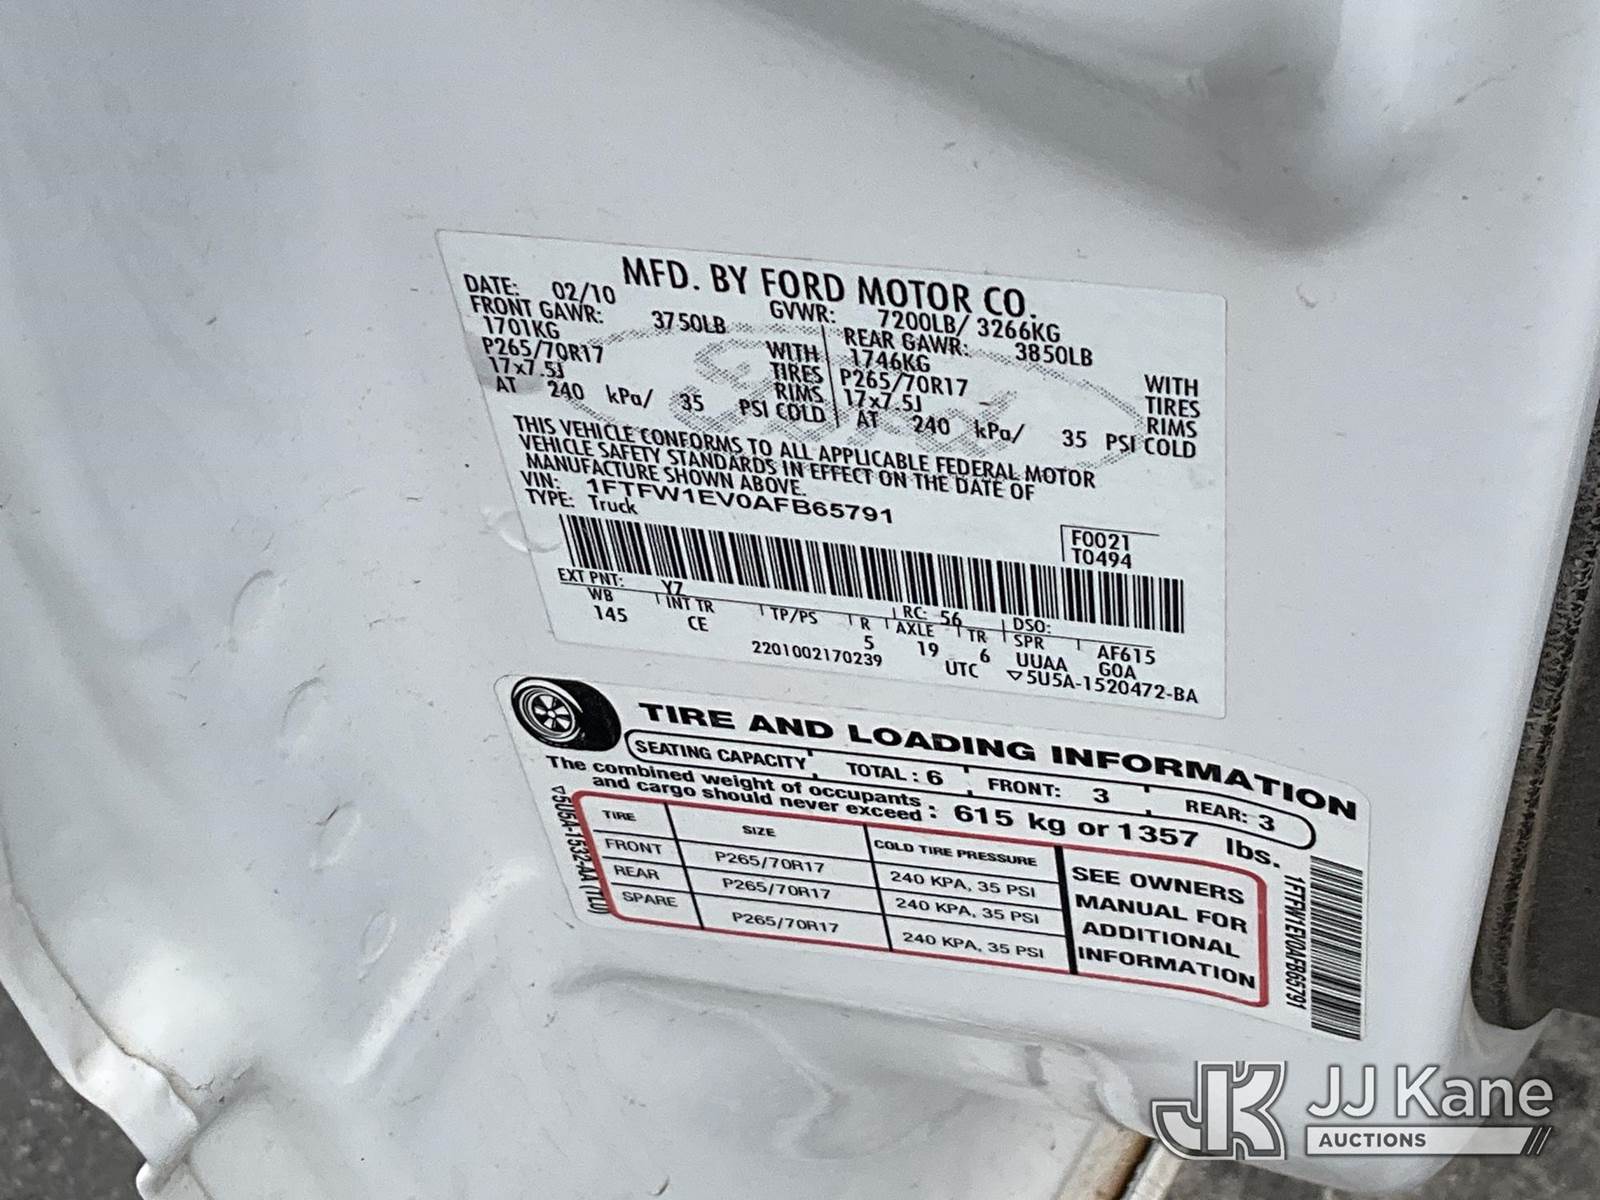 MFD. BY FORD MOTOR CO.
DATE: 02/10 GVWR: 7200LB/ 3266KG
FRONT GAWR: 3750LB REAR GAWR: 3850LB
1701KG WITH 1746KG WITH
P265/70R17 TIRES P265/70R17 TIRES
17x7.5J RIMS 17x7.5J RIMS
AT 240 kPa/ 35 PSI COLD AT 240 kPa/ 35 PSI COLD
THIS VEHICLE CONFORMS TO ALL APPLICABLE FEDERAL MOTOR
VEHICLE SAFETY STANDARDS IN EFFECT ON THE DATE OF
MANUFACTURE SHOWN ABOVE.
VIN: 1FTFW1EV0AFB65791
TYPE: Truck
F0021
T0494
EXT PNT: YZ RC: 56 DSO:
WB INT TR TP/PS R AXLE TR SPR AF615
145 CE 5 19 6 UUAA G0A
2201002170239 UTC ▽5U5A-1520472-BA
TIRE AND LOADING INFORMATION
SEATING CAPACITY TOTAL: 6 FRONT: 3 REAR: 3
The combined weight of occupants
and cargo should never exceed : 615 kg or 1357 lbs.
TIRE SIZE COLD TIRE PRESSURE
FRONT P265/70R17 240 KPA, 35 PSI
REAR P265/70R17 240 KPA, 35 PSI
SPARE P265/70R17 240 KPA, 35 PSI
SEE OWNERS
MANUAL FOR
ADDITIONAL
INFORMATION
1FTFW1EV0AFB65791
JK JJ Kane
AUCTIONS